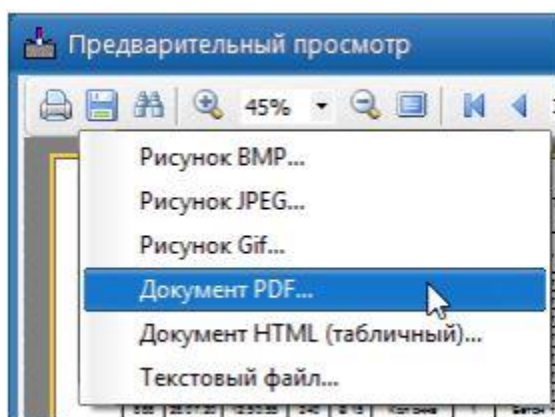 Предварительный просмотр
45%
Рисунок BMP...
Рисунок JPEG...
Рисунок Gif...
Документ PDF...
Документ HTML (табличный)...
Текстовый файл...